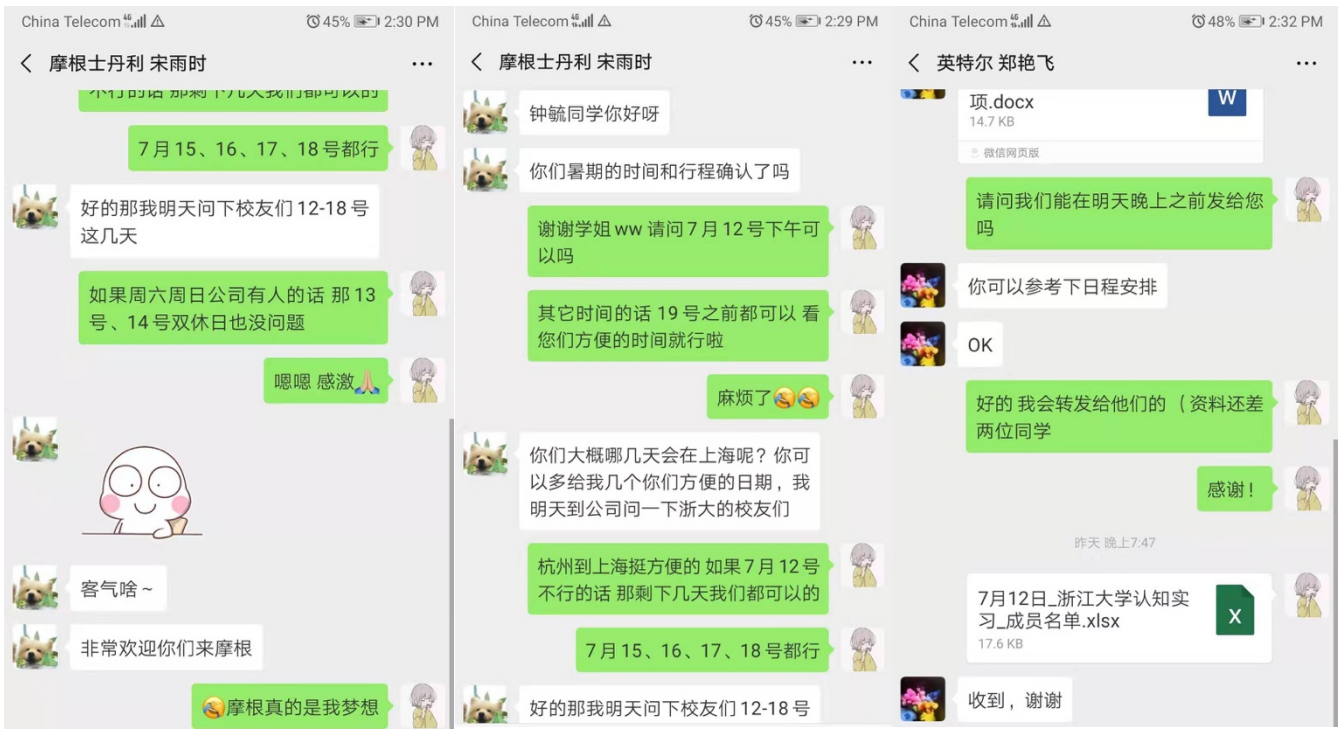 China Telecom 4G
45% 2:30 PM
摩根士丹利 宋雨时
不行的话 那剩下几天我们都可以的
7月15、16、17、18号都行
好的那我明天问下校友们12-18号
这几天
如果周六周日公司有人的话 那13
号、14号双休日也没问题
嗯嗯 感激🙏
客气啥~
非常欢迎你们来摩根
😂摩根真的是我梦想
China Telecom 4G
45% 2:29 PM
摩根士丹利 宋雨时
钟毓同学你好呀
你们暑期的时间和行程确认了吗
谢谢学姐ww 请问7月12号下午可
以吗
其它时间的话 19号之前都可以 看
您们方便的时间就行啦
麻烦了😂😂
你们大概哪几天会在上海呢?你可
以多给我几个你们方便的日期,我
明天到公司问一下浙大的校友们
杭州到上海挺方便的 如果7月12号
不行的话 那剩下几天我们都可以的
7月15、16、17、18号都行
好的那我明天问下校友们12-18号
China Telecom 4G
48% 2:32 PM
英特尔 郑艳飞
项.docx
W
14.7 KB
微信网页版
请问我们能在明天晚上之前发给您
吗
你可以参考下日程安排
OK
好的 我会转发给他们的(资料还差
两位同学
感谢!
昨天 晚上7:47
7月12日_浙江大学认知实
习_成员名单.xlsx
X
17.6 KB
收到,谢谢